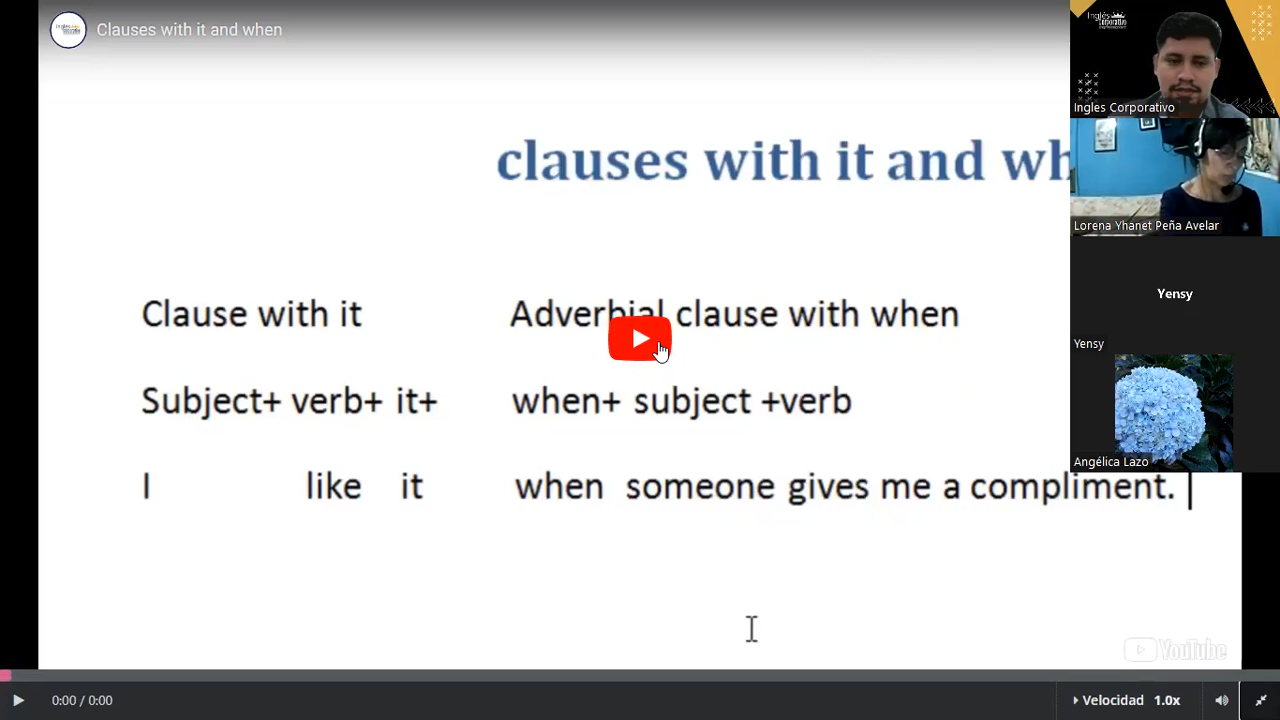 Clauses with it and when
Inglés
Corporativo
Ingles Corporativo
clauses with it and wh
Lorena Yhanet Peña Avelar
Yensy
Yensy
Clause with it Adverbial clause with when
Subject+ verb+ it+ when+ subject +verb
Angélica Lazo
I like it when someone gives me a compliment.
YouTube
0:00 / 0:00
Velocidad 1.0x